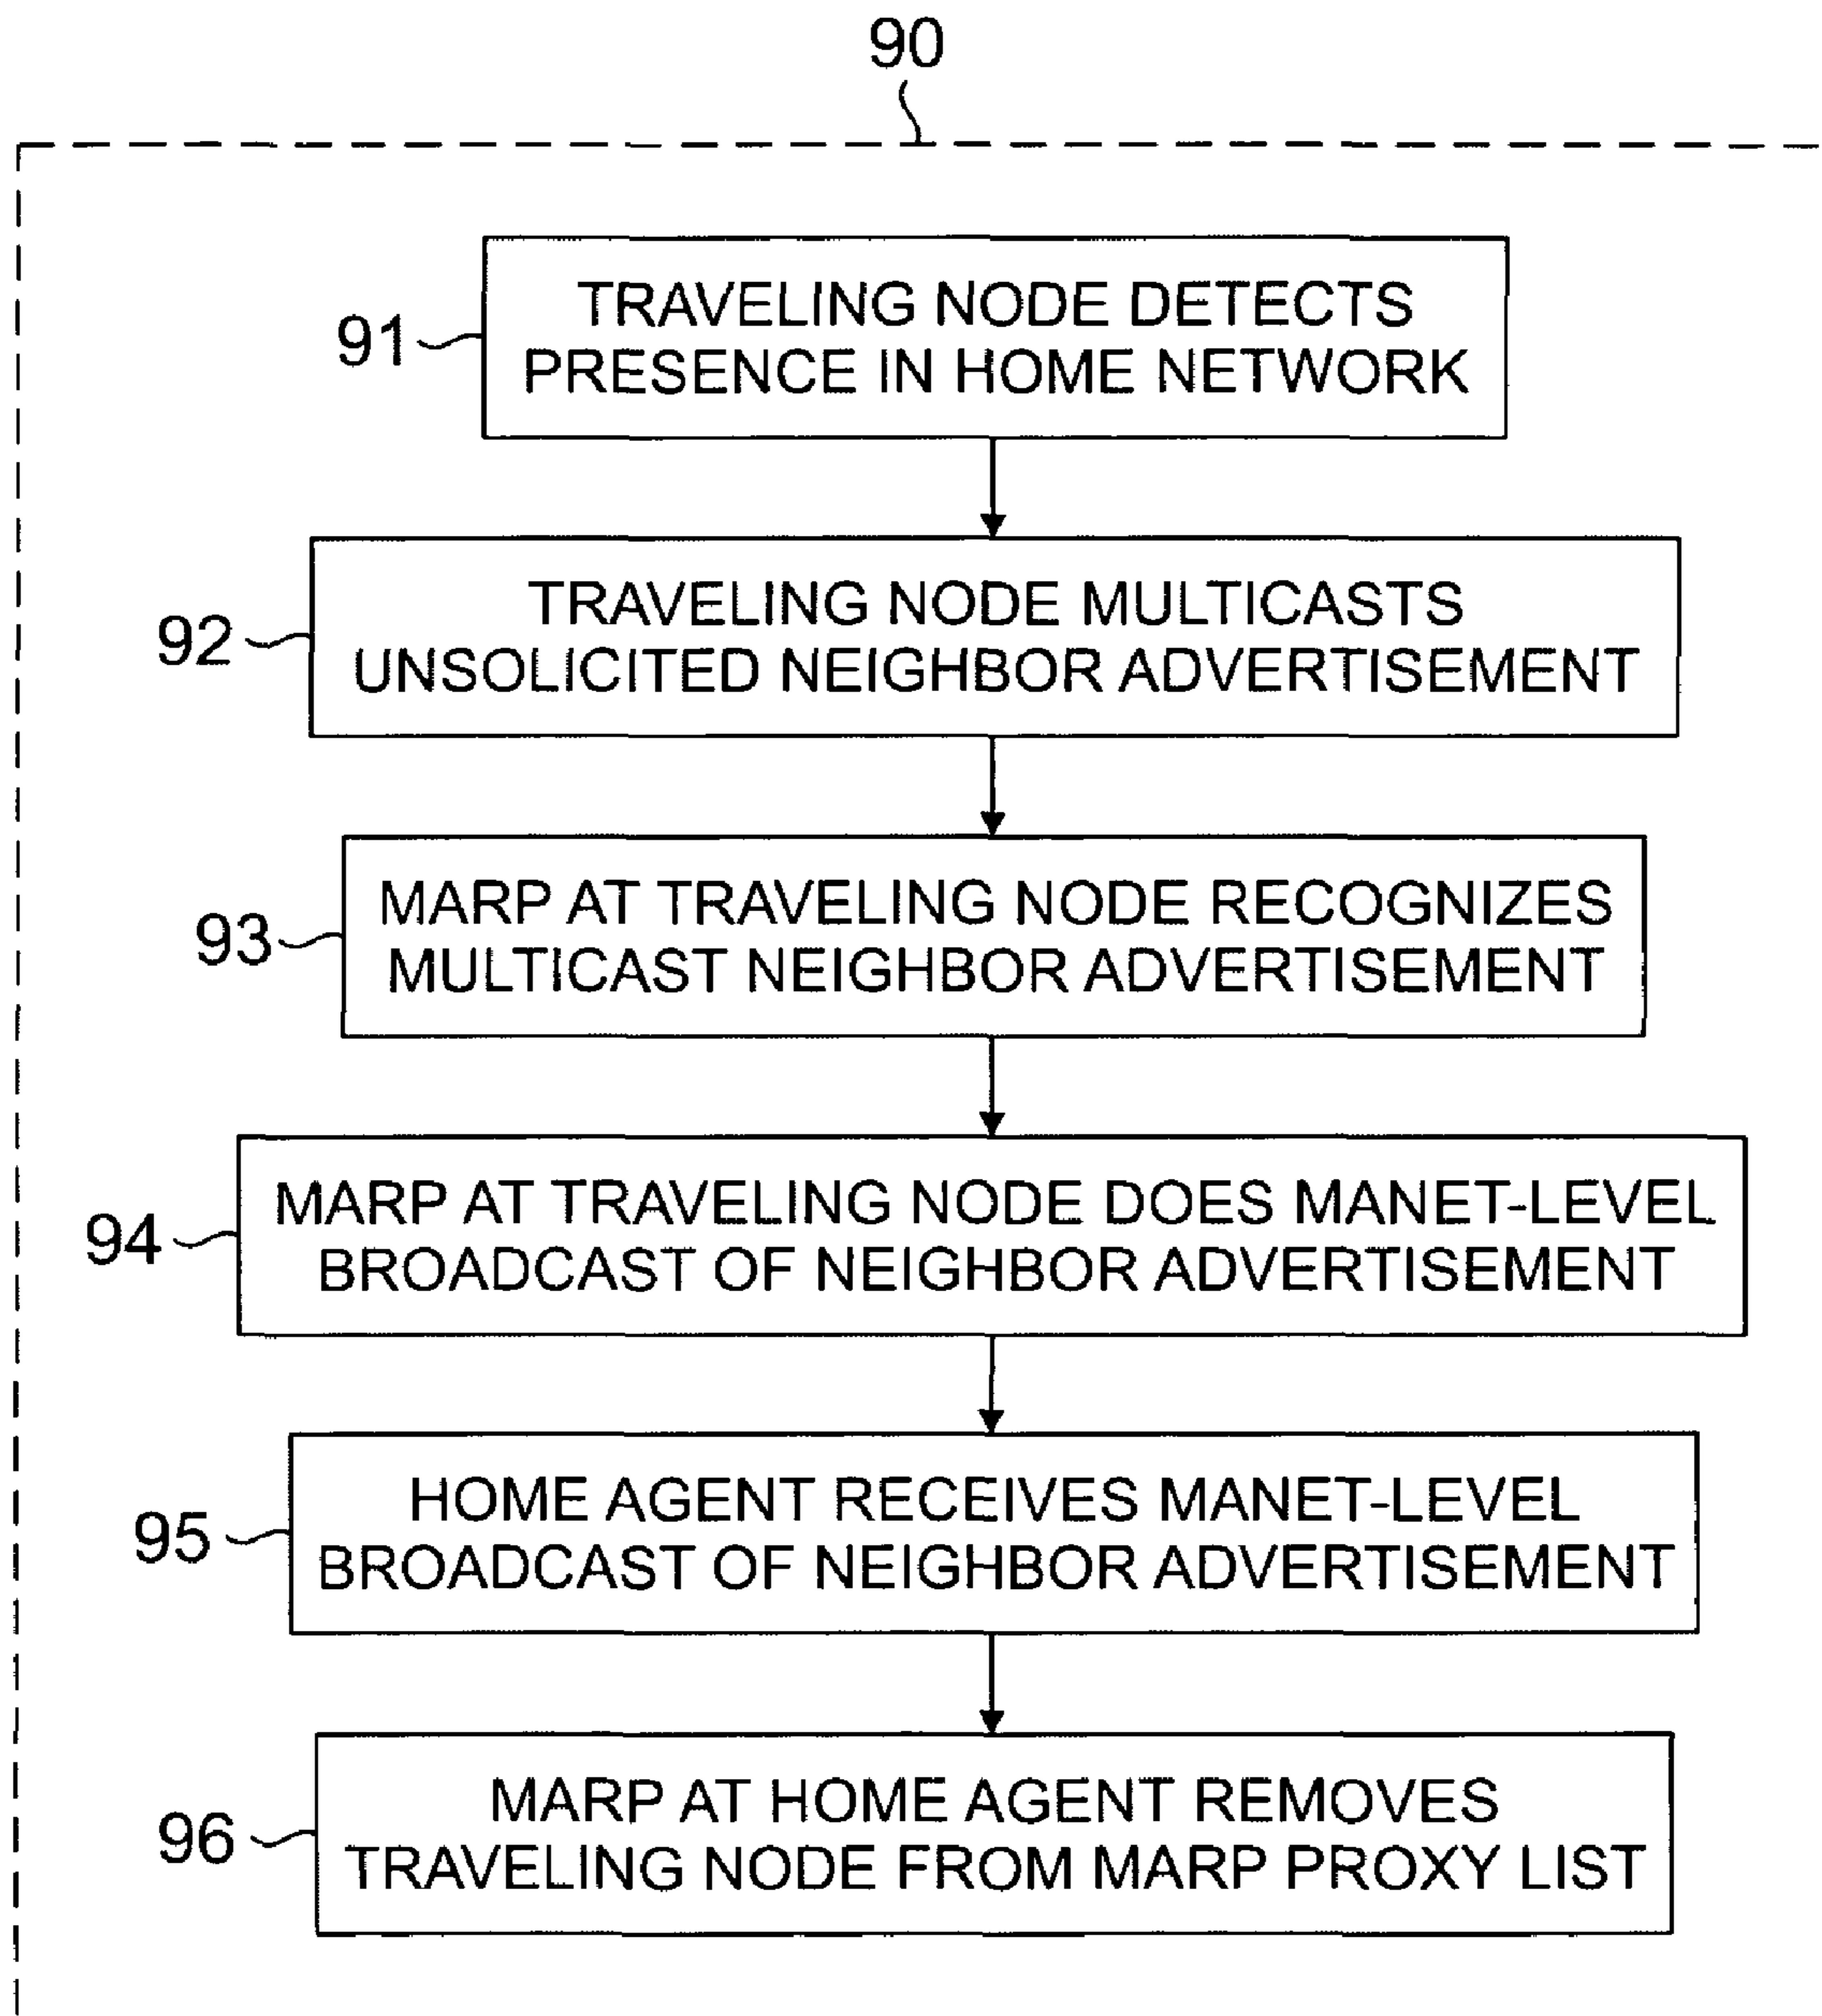 90
91
TRAVELING NODE DETECTS
PRESENCE IN HOME NETWORK
92
TRAVELING NODE MULTICASTS
UNSOLICITED NEIGHBOR ADVERTISEMENT
93
MARP AT TRAVELING NODE RECOGNIZES
MULTICAST NEIGHBOR ADVERTISEMENT
94
MARP AT TRAVELING NODE DOES MANET-LEVEL
BROADCAST OF NEIGHBOR ADVERTISEMENT
95
HOME AGENT RECEIVES MANET-LEVEL
BROADCAST OF NEIGHBOR ADVERTISEMENT
96
MARP AT HOME AGENT REMOVES
TRAVELING NODE FROM MARP PROXY LIST